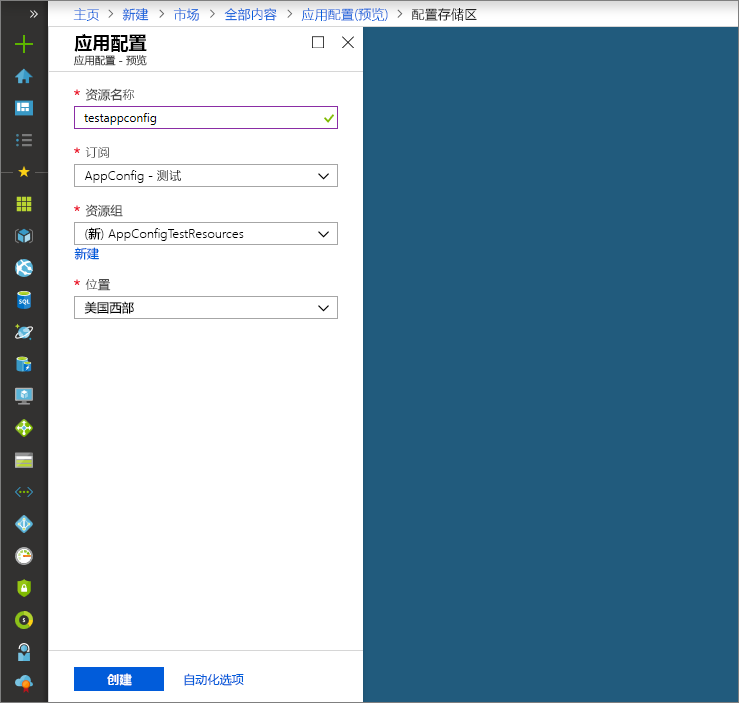 »
主页 > 新建 > 市场 > 全部内容 > 应用配置(预览) > 配置存储区
应用配置
应用配置 - 预览
* 资源名称
testappconfig
* 订阅
AppConfig - 测试
* 资源组
(新) AppConfigTestResources
新建
* 位置
美国西部
SQL
创建
自动化选项